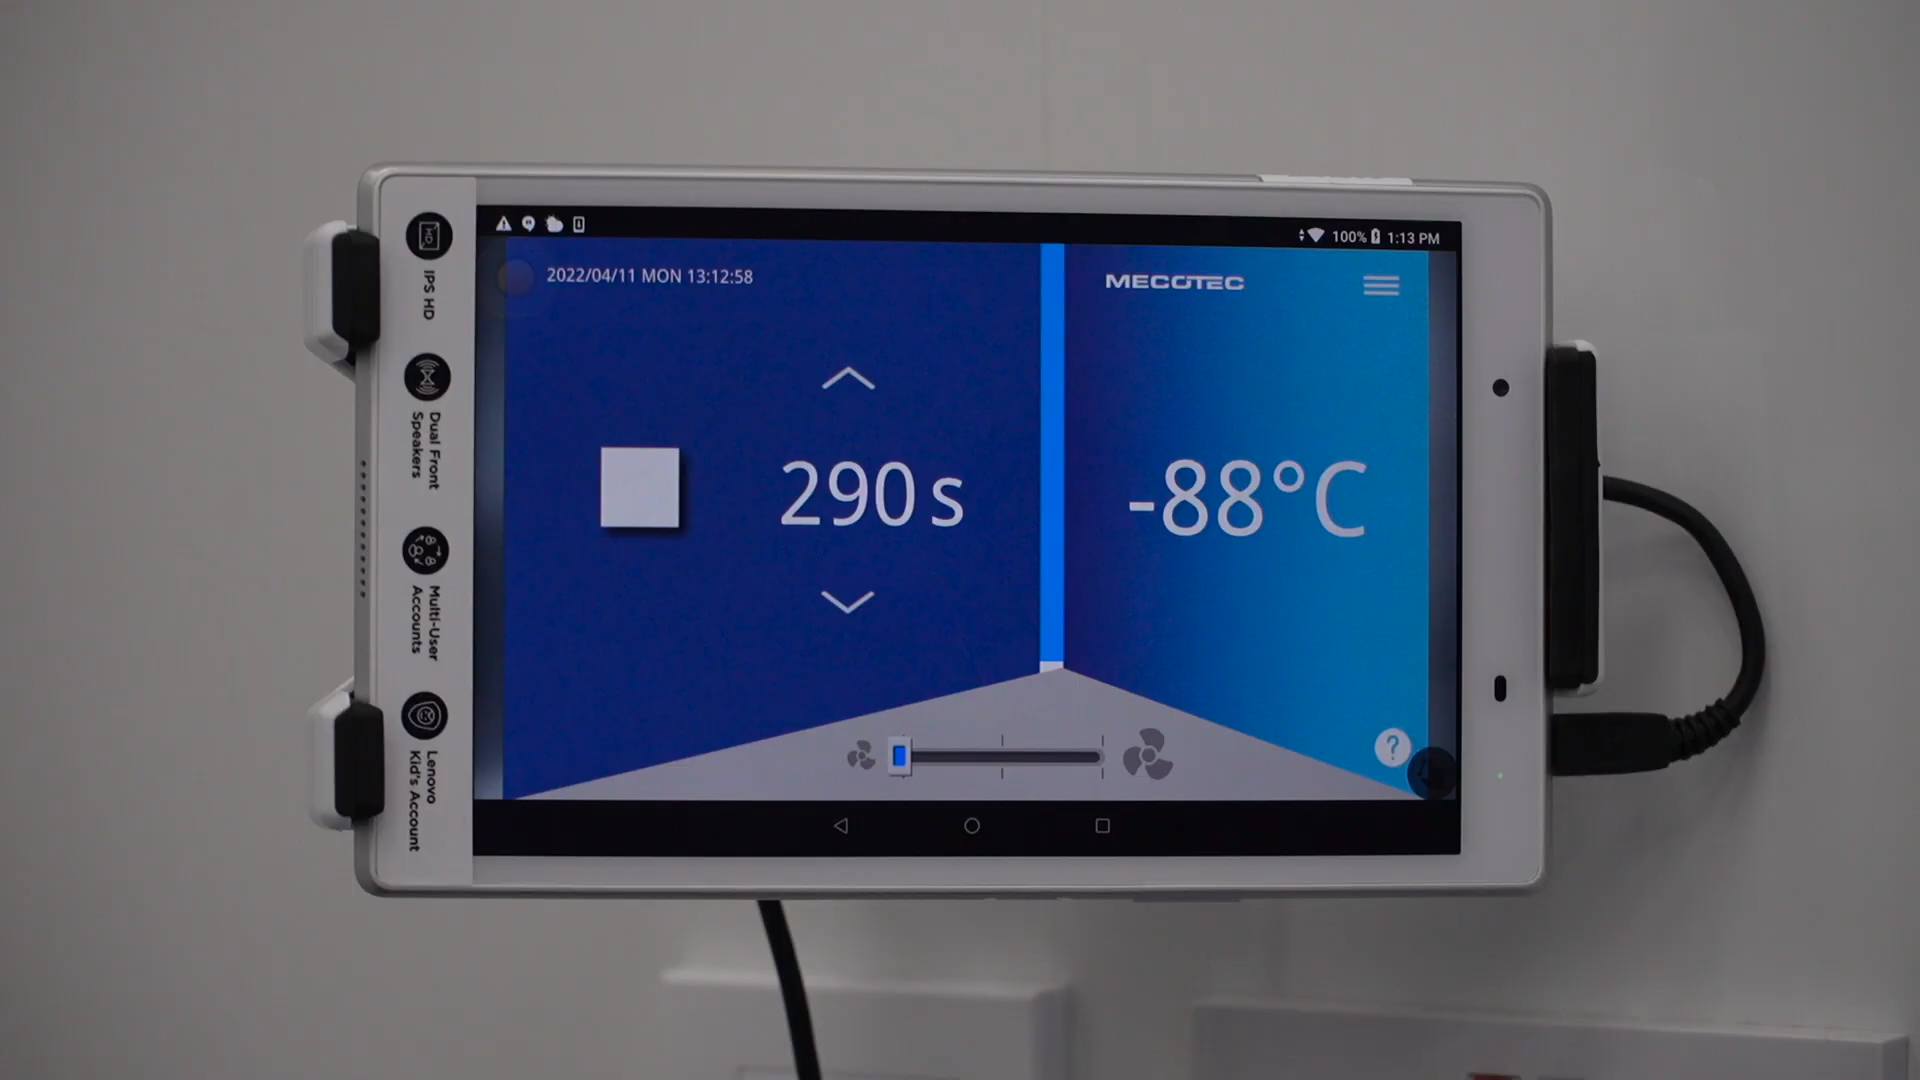 100% 1:13 PM
2022/04/11 MON 13:12:58
MECOTEC
290 s
-88°C
?
HD
IPS HD
Dual Front
Speakers
Multi-User
Accounts
Lenovo
Kid's Account